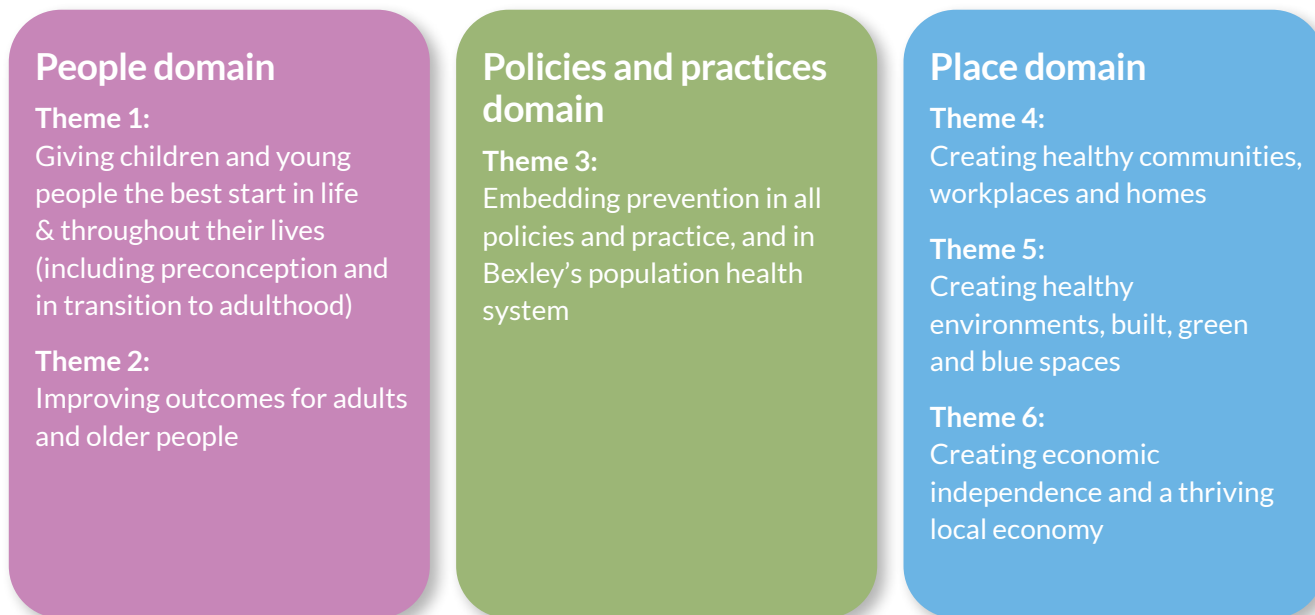 People domain
Theme 1:
Giving children and young
people the best start in life
& throughout their lives
(including preconception and
in transition to adulthood)
Theme 2:
Improving outcomes for adults
and older people
Policies and practices
domain
Theme 3:
Embedding prevention in all
policies and practice, and in
Bexley’s population health
system
Place domain
Theme 4:
Creating healthy communities,
workplaces and homes
Theme 5:
Creating healthy
environments, built, green
and blue spaces
Theme 6:
Creating economic
independence and a thriving
local economy